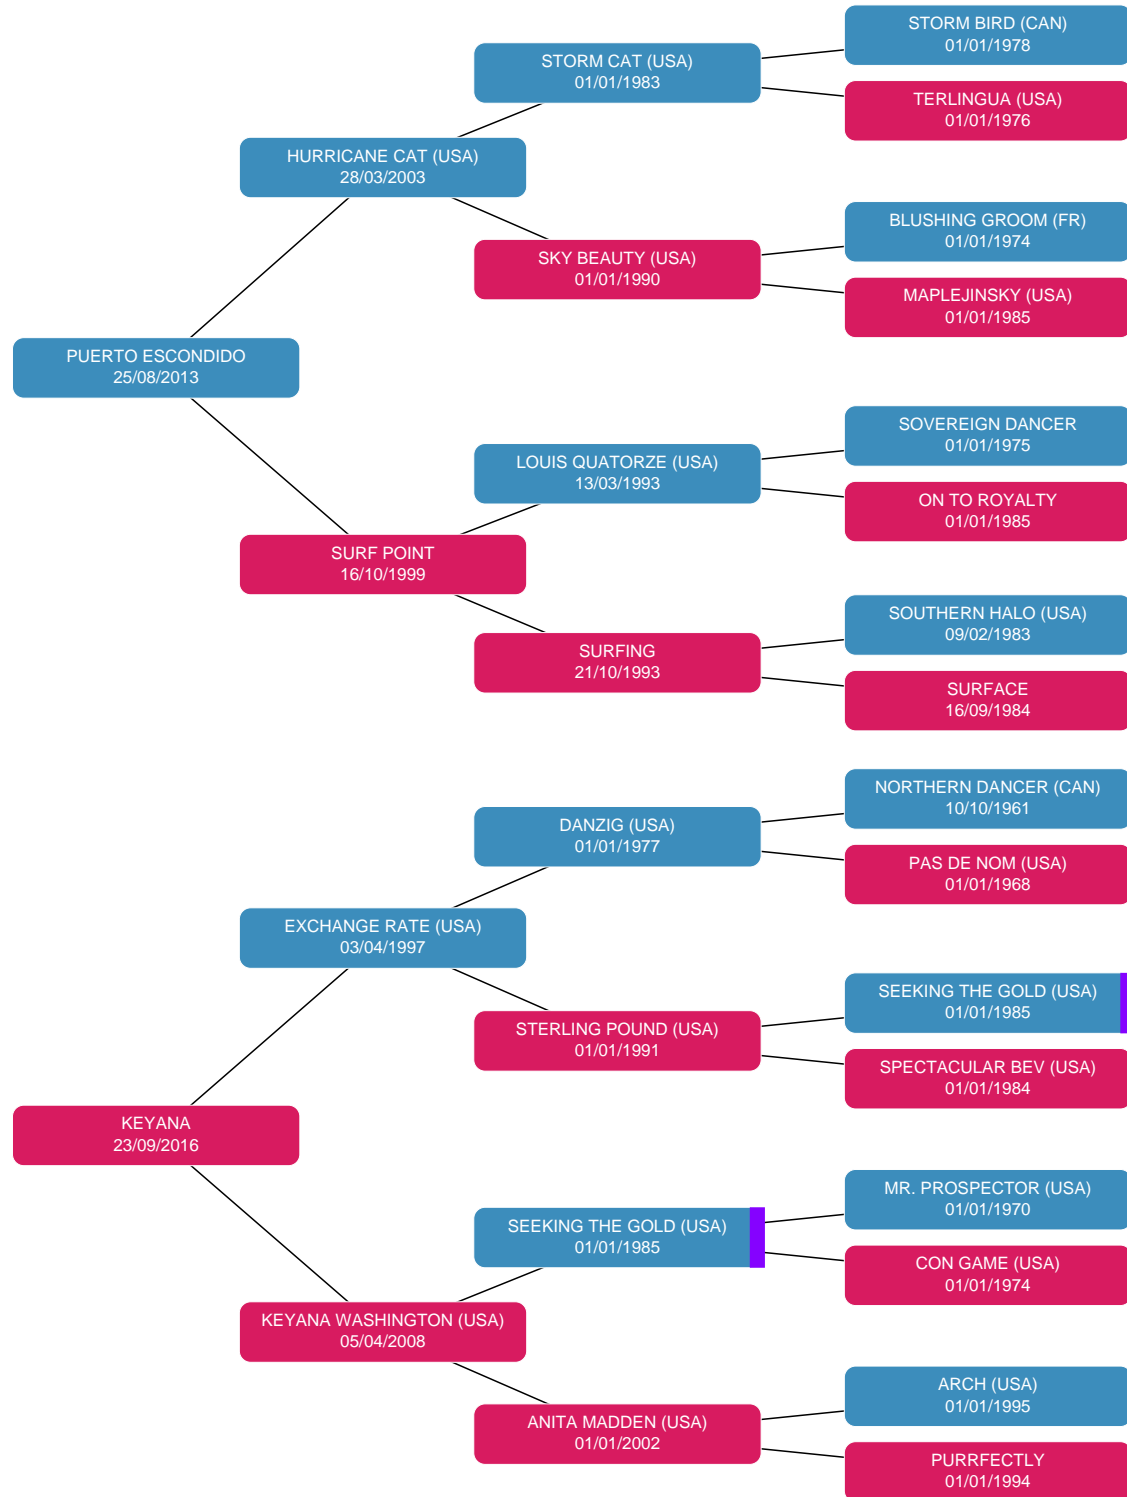 STORM BIRD (CAN)
01/01/1978
STORM CAT (USA)
01/01/1983
TERLINGUA (USA)
01/01/1976
HURRICANE CAT (USA)
28/03/2003
BLUSHING GROOM (FR)
01/01/1974
SKY BEAUTY (USA)
01/01/1990
MAPLEJINSKY (USA)
01/01/1985
PUERTO ESCONDIDO
25/08/2013
SOVEREIGN DANCER
01/01/1975
LOUIS QUATORZE (USA)
13/03/1993
ON TO ROYALTY
01/01/1985
SURF POINT
16/10/1999
SOUTHERN HALO (USA)
09/02/1983
SURFING
21/10/1993
SURFACE
16/09/1984
NORTHERN DANCER (CAN)
10/10/1961
DANZIG (USA)
01/01/1977
PAS DE NOM (USA)
01/01/1968
EXCHANGE RATE (USA)
03/04/1997
SEEKING THE GOLD (USA)
01/01/1985
STERLING POUND (USA)
01/01/1991
SPECTACULAR BEV (USA)
01/01/1984
KEYANA
23/09/2016
MR. PROSPECTOR (USA)
01/01/1970
SEEKING THE GOLD (USA)
01/01/1985
CON GAME (USA)
01/01/1974
KEYANA WASHINGTON (USA)
05/04/2008
ARCH (USA)
01/01/1995
ANITA MADDEN (USA)
01/01/2002
PURRFECTLY
01/01/1994